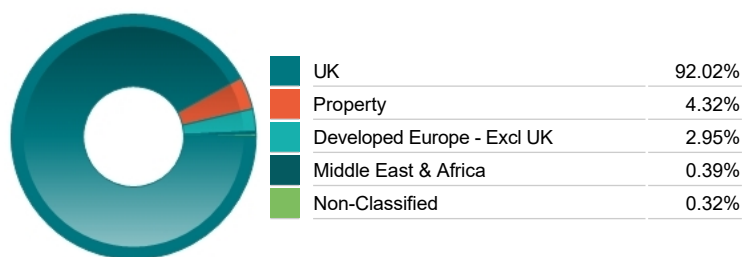 UK 92.02%
Property 4.32%
Developed Europe - Excl UK 2.95%
Middle East & Africa 0.39%
Non-Classified 0.32%